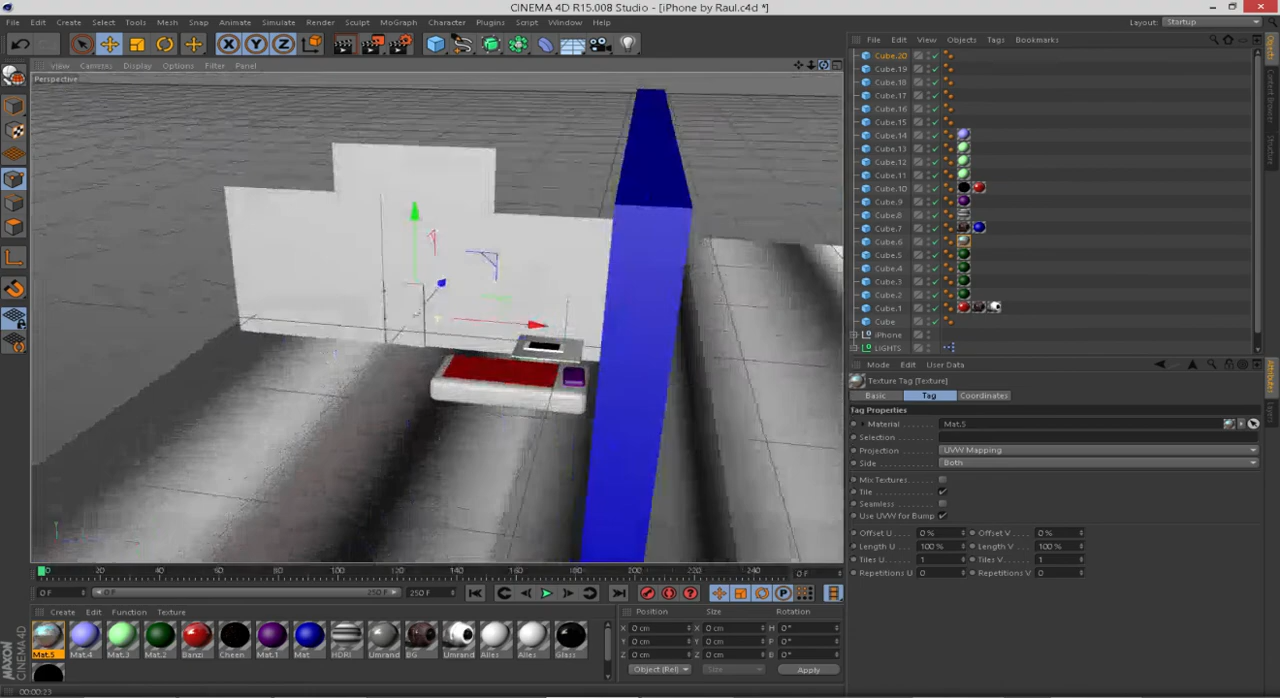 CINEMA 4D R15.008 Studio - [iPhone by Raul.c4d *]
File Edit Create Select Tools Mesh Snap Animate Simulate Render Sculpt MoGraph Character Plugins Script Window Help
Layout: Startup
X Y Z
View Cameras Display Options Filter Panel
Perspective
File Edit View Objects Tags Bookmarks
Cube.20
Cube.19
Cube.18
Cube.17
Cube.16
Cube.15
Cube.14
Cube.13
Cube.12
Cube.11
Cube.10
Cube.9
Cube.8
Cube.7
Cube.6
Cube.5
Cube.4
Cube.3
Cube.2
Cube.1
Cube
iPhone
LIGHTS
Objects
Content Browser
Structure
Mode Edit User Data
Attributes
Layers
Texture Tag [Texture]
Basic Tag Coordinates
Tag Properties
Material Mat.5
Selection
Projection UVW Mapping
Side Both
Mix Textures
Tile
Seamless
Use UVW for Bump
Offset U 0 % Offset V 0 %
Length U 100 % Length V 100 %
Tiles U 1 Tiles V 1
Repetitions U 0 Repetitions V 0
0 20 40 60 80 100 120 140 160 180 200 220 240 0 F
0 F 0 F 250 F 250 F
Create Edit Function Texture
Mat.5 Mat.4 Mat.3 Mat.2 Banzi Cheen Mat.1 Mat HDRI Umrand BG Umrand Alles Alles Glass
Position Size Rotation
X 0 cm X 0 cm H 0°
Y 0 cm Y 0 cm P 0°
Z 0 cm Z 0 cm B 0°
Object (Rel) Size Apply
MAXON CINEMA 4D
00:00:23